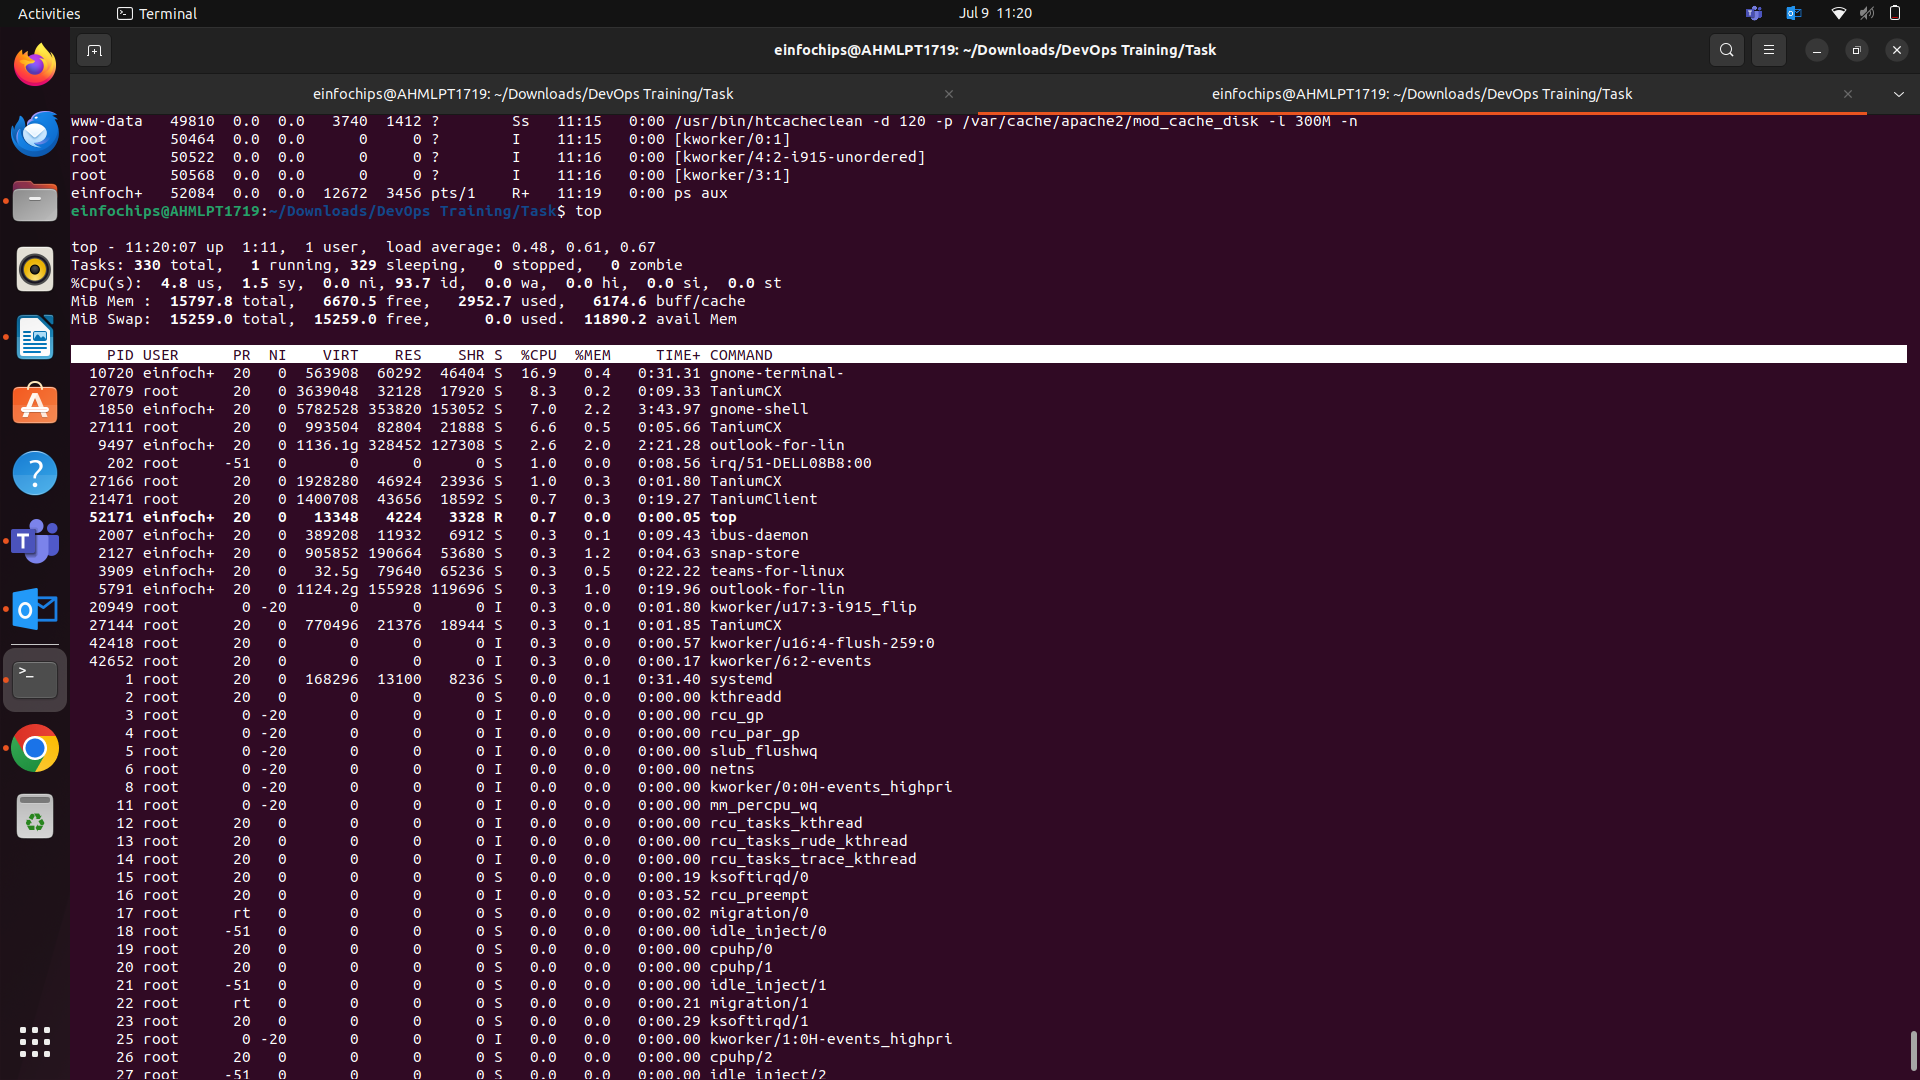 Activities Terminal Jul 9 11:20
einfochips@AHMLPT1719: ~/Downloads/DevOps Training/Task
einfochips@AHMLPT1719: ~/Downloads/DevOps Training/Task × einfochips@AHMLPT1719: ~/Downloads/DevOps Training/Task ×
www-data   49810  0.0  0.0   3740  1412 ?        Ss   11:15   0:00 /usr/bin/htcacheclean -d 120 -p /var/cache/apache2/mod_cache_disk -l 300M -n
root       50464  0.0  0.0      0     0 ?        I    11:15   0:00 [kworker/0:1]
root       50522  0.0  0.0      0     0 ?        I    11:16   0:00 [kworker/4:2-i915-unordered]
root       50568  0.0  0.0      0     0 ?        I    11:16   0:00 [kworker/3:1]
einfoch+   52084  0.0  0.0  12672  3456 pts/1    R+   11:19   0:00 ps aux
einfochips@AHMLPT1719:~/Downloads/DevOps Training/Task$ top
top - 11:20:07 up  1:11,  1 user,  load average: 0.48, 0.61, 0.67
Tasks: 330 total,   1 running, 329 sleeping,   0 stopped,   0 zombie
%Cpu(s):  4.8 us,  1.5 sy,  0.0 ni, 93.7 id,  0.0 wa,  0.0 hi,  0.0 si,  0.0 st
MiB Mem :  15797.8 total,   6670.5 free,   2952.7 used,   6174.6 buff/cache
MiB Swap:  15259.0 total,  15259.0 free,      0.0 used.  11890.2 avail Mem
PID USER      PR  NI    VIRT    RES    SHR S  %CPU  %MEM     TIME+ COMMAND
10720 einfoch+  20   0  563908  60292  46404 S  16.9   0.4   0:31.31 gnome-terminal-
27079 root      20   0 3639048  32128  17920 S   8.3   0.2   0:09.33 TaniumCX
1850 einfoch+  20   0 5782528 353820 153052 S   7.0   2.2   3:43.97 gnome-shell
27111 root      20   0  993504  82804  21888 S   6.6   0.5   0:05.66 TaniumCX
9497 einfoch+  20   0 1136.1g 328452 127308 S   2.6   2.0   2:21.28 outlook-for-lin
202 root     -51   0       0      0      0 S   1.0   0.0   0:08.56 irq/51-DELL08B8:00
27166 root      20   0 1928280  46924  23936 S   1.0   0.3   0:01.80 TaniumCX
21471 root      20   0 1400708  43656  18592 S   0.7   0.3   0:19.27 TaniumClient
52171 einfoch+  20   0   13348   4224   3328 R   0.7   0.0   0:00.05 top
2007 einfoch+  20   0  389208  11932   6912 S   0.3   0.1   0:09.43 ibus-daemon
2127 einfoch+  20   0  905852 190664  53680 S   0.3   1.2   0:04.63 snap-store
3909 einfoch+  20   0   32.5g  79640  65236 S   0.3   0.5   0:22.22 teams-for-linux
5791 einfoch+  20   0 1124.2g 155928 119696 S   0.3   1.0   0:19.96 outlook-for-lin
20949 root       0 -20       0      0      0 I   0.3   0.0   0:01.80 kworker/u17:3-i915_flip
27144 root      20   0  770496  21376  18944 S   0.3   0.1   0:01.85 TaniumCX
42418 root      20   0       0      0      0 I   0.3   0.0   0:00.57 kworker/u16:4-flush-259:0
42652 root      20   0       0      0      0 I   0.3   0.0   0:00.17 kworker/6:2-events
1 root      20   0  168296  13100   8236 S   0.0   0.1   0:31.40 systemd
2 root      20   0       0      0      0 S   0.0   0.0   0:00.00 kthreadd
3 root       0 -20       0      0      0 I   0.0   0.0   0:00.00 rcu_gp
4 root       0 -20       0      0      0 I   0.0   0.0   0:00.00 rcu_par_gp
5 root       0 -20       0      0      0 I   0.0   0.0   0:00.00 slub_flushwq
6 root       0 -20       0      0      0 I   0.0   0.0   0:00.00 netns
8 root       0 -20       0      0      0 I   0.0   0.0   0:00.00 kworker/0:0H-events_highpri
11 root       0 -20       0      0      0 I   0.0   0.0   0:00.00 mm_percpu_wq
12 root      20   0       0      0      0 I   0.0   0.0   0:00.00 rcu_tasks_kthread
13 root      20   0       0      0      0 I   0.0   0.0   0:00.00 rcu_tasks_rude_kthread
14 root      20   0       0      0      0 I   0.0   0.0   0:00.00 rcu_tasks_trace_kthread
15 root      20   0       0      0      0 S   0.0   0.0   0:00.19 ksoftirqd/0
16 root      20   0       0      0      0 I   0.0   0.0   0:03.52 rcu_preempt
17 root      rt   0       0      0      0 S   0.0   0.0   0:00.02 migration/0
18 root     -51   0       0      0      0 S   0.0   0.0   0:00.00 idle_inject/0
19 root      20   0       0      0      0 S   0.0   0.0   0:00.00 cpuhp/0
20 root      20   0       0      0      0 S   0.0   0.0   0:00.00 cpuhp/1
21 root     -51   0       0      0      0 S   0.0   0.0   0:00.00 idle_inject/1
22 root      rt   0       0      0      0 S   0.0   0.0   0:00.21 migration/1
23 root      20   0       0      0      0 S   0.0   0.0   0:00.29 ksoftirqd/1
25 root       0 -20       0      0      0 I   0.0   0.0   0:00.00 kworker/1:0H-events_highpri
26 root      20   0       0      0      0 S   0.0   0.0   0:00.00 cpuhp/2
27 root     -51   0       0      0      0 S   0.0   0.0   0:00.00 idle_inject/2